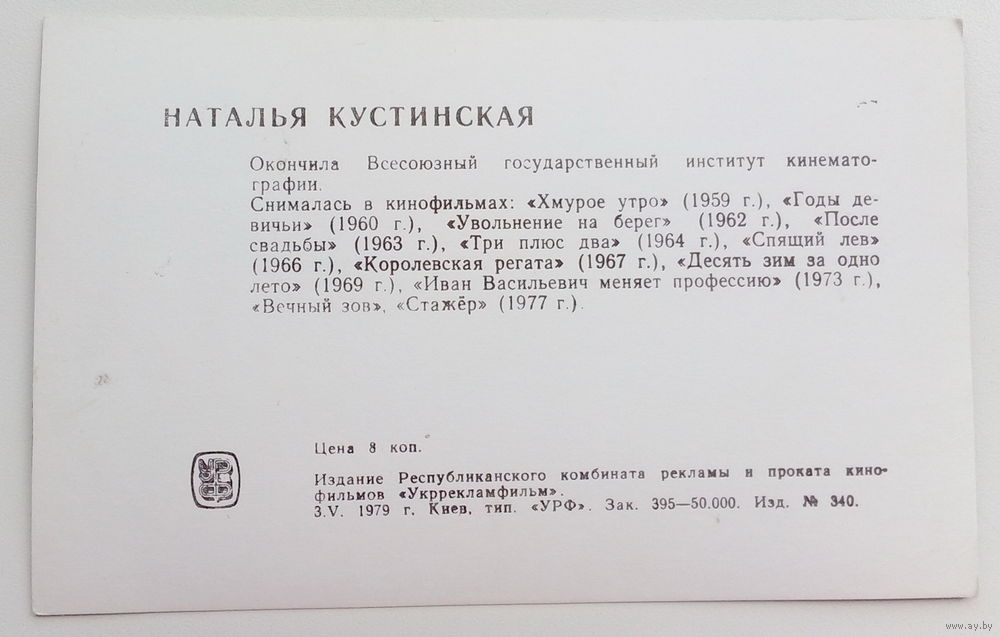 НАТАЛЬЯ КУСТИНСКАЯ
Окончила Всесоюзный государственный институт кинемато-
графии.
Снималась в кинофильмах: «Хмурое утро» (1959 г.), «Годы де-
вичьи» (1960 г.), «Увольнение на берег» (1962 г.), «После
свадьбы» (1963 г.), «Три плюс два» (1964 г.), «Спящий лев»
(1966 г.), «Королевская регата» (1967 г.), «Десять зим за одно
лето» (1969 г.), «Иван Васильевич меняет профессию» (1973 г.),
«Вечный зов», «Стажёр» (1977 г.).
Цена 8 коп.
Издание Республиканского комбината рекламы и проката кино-
фильмов «Укррекламфильм».
3.V. 1979 г. Киев, тип. «УРФ». Зак. 395—50.000. Изд. № 340.
www.ay.by